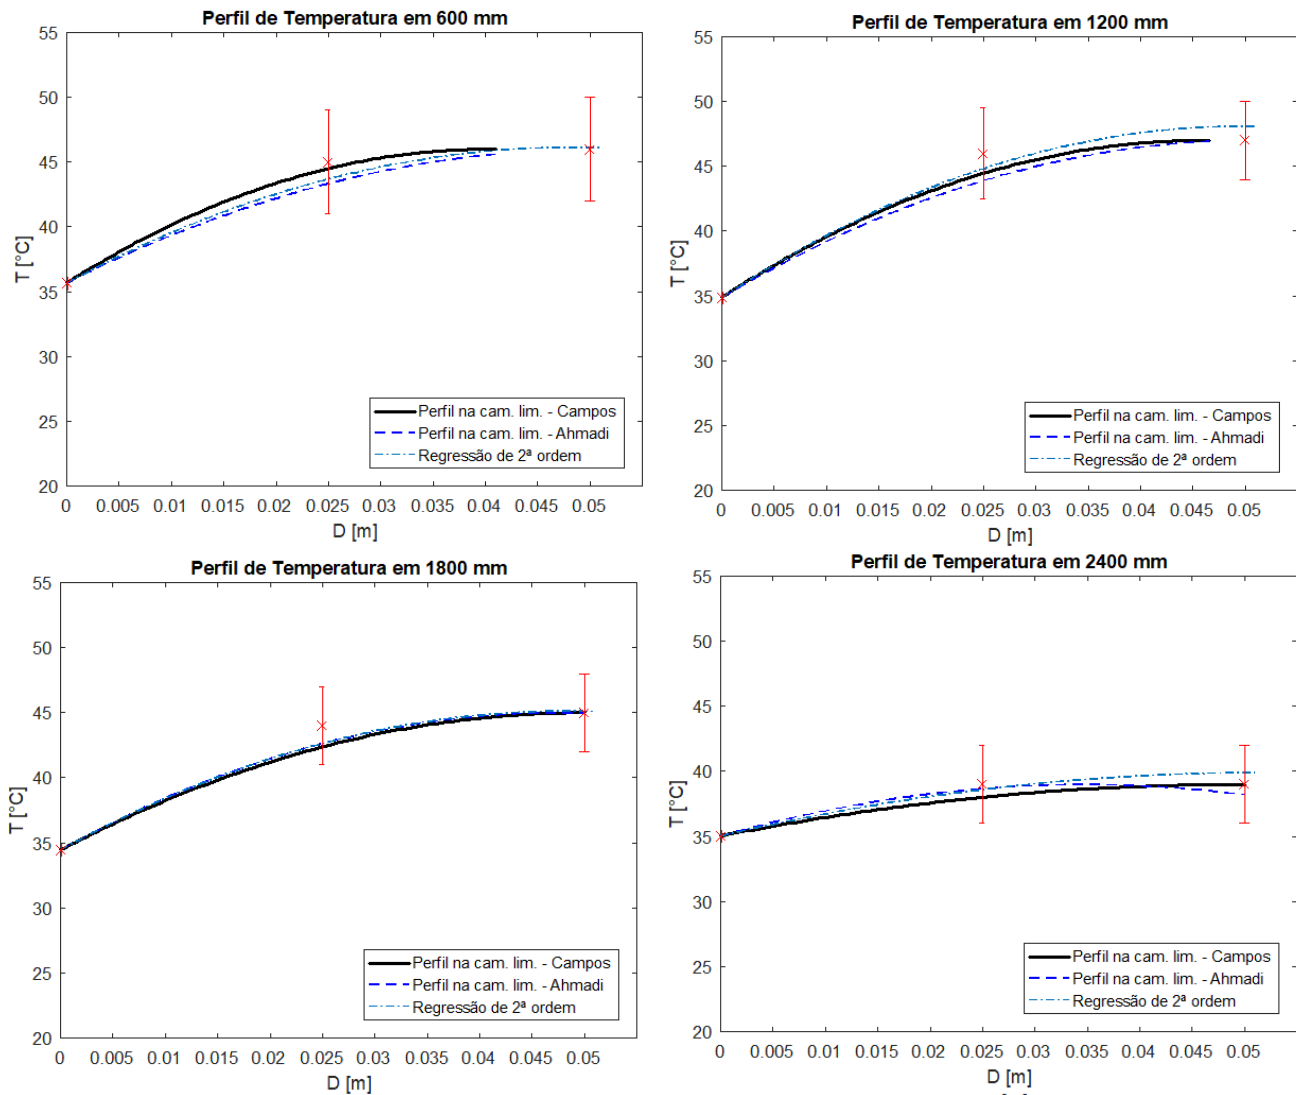 Perfil de Temperatura em 600 mm
55
50
45
40
35
30
25
20
T [°C]
0 0.005 0.01 0.015 0.02 0.025 0.03 0.035 0.04 0.045 0.05
D [m]
Perfil na cam. lim. - Campos
Perfil na cam. lim. - Ahmadi
Regressão de 2ª ordem
Perfil de Temperatura em 1200 mm
55
50
45
40
35
30
25
20
T [°C]
0 0.005 0.01 0.015 0.02 0.025 0.03 0.035 0.04 0.045 0.05
D [m]
Perfil na cam. lim. - Campos
Perfil na cam. lim. - Ahmadi
Regressão de 2ª ordem
Perfil de Temperatura em 1800 mm
55
50
45
40
35
30
25
20
T [°C]
0 0.005 0.01 0.015 0.02 0.025 0.03 0.035 0.04 0.045 0.05
D [m]
Perfil na cam. lim. - Campos
Perfil na cam. lim. - Ahmadi
Regressão de 2ª ordem
Perfil de Temperatura em 2400 mm
55
50
45
40
35
30
25
20
T [°C]
0 0.005 0.01 0.015 0.02 0.025 0.03 0.035 0.04 0.045 0.05
D [m]
Perfil na cam. lim. - Campos
Perfil na cam. lim. - Ahmadi
Regressão de 2ª ordem